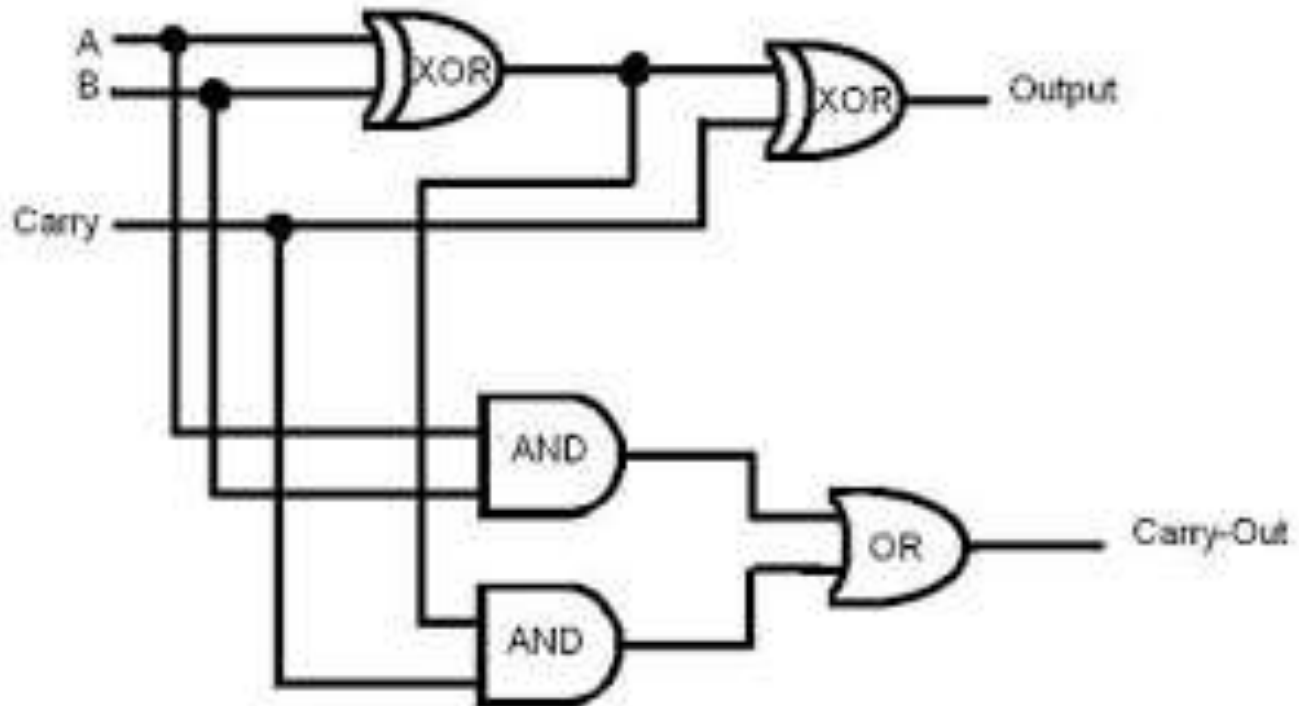 A
B
XOR
XOR
Output
Carry
AND
OR
Carry-Out
AND